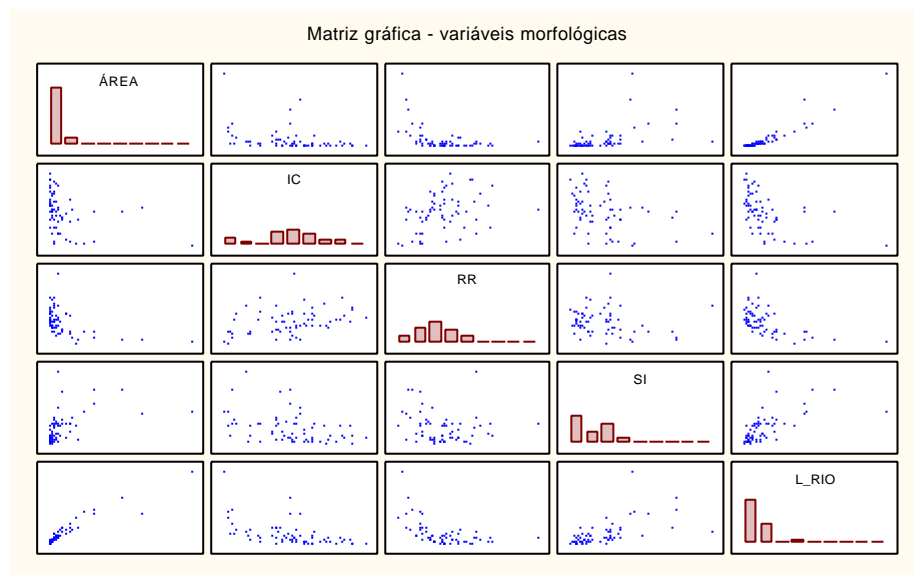 Matriz gráfica - variáveis morfológicas
ÁREA
IC
RR
SI
L_RIO